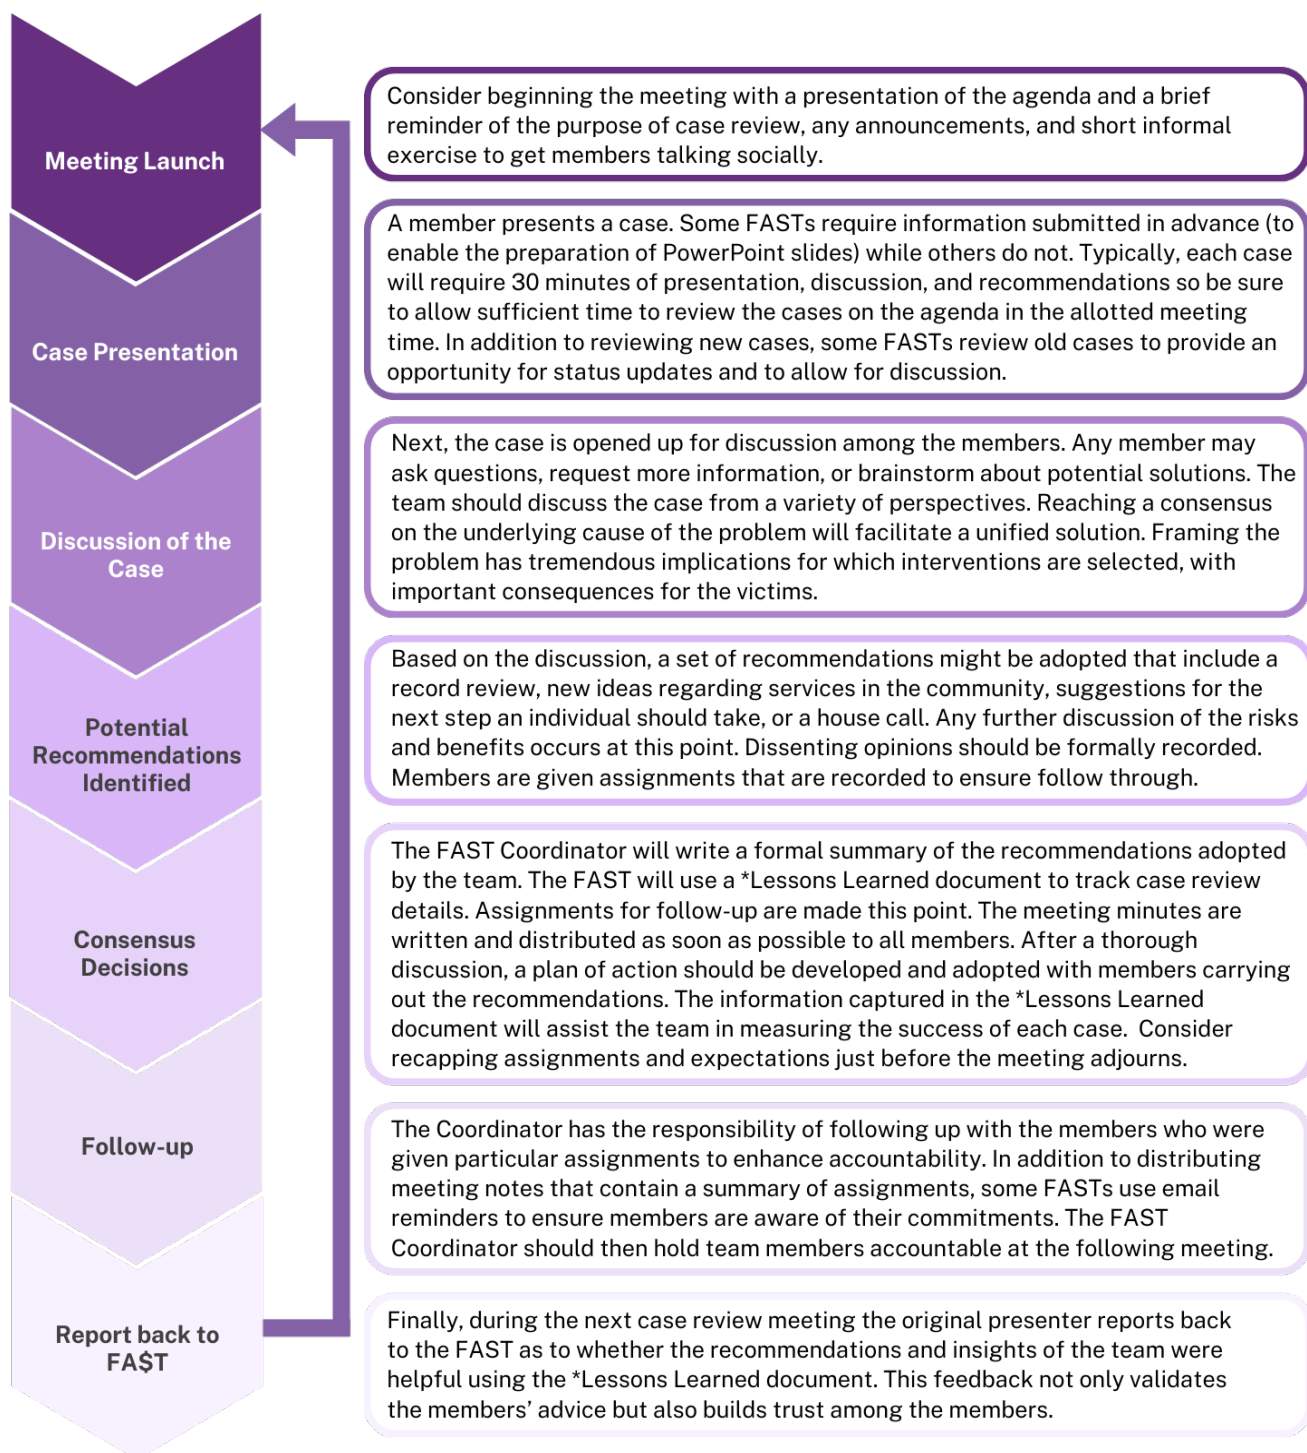 Meeting Launch
Consider beginning the meeting with a presentation of the agenda and a brief
reminder of the purpose of case review, any announcements, and short informal
exercise to get members talking socially.
Case Presentation
A member presents a case. Some FASTs require information submitted in advance (to
enable the preparation of PowerPoint slides) while others do not. Typically, each case
will require 30 minutes of presentation, discussion, and recommendations so be sure
to allow sufficient time to review the cases on the agenda in the allotted meeting
time. In addition to reviewing new cases, some FASTs review old cases to provide an
opportunity for status updates and to allow for discussion.
Discussion of the
Case
Next, the case is opened up for discussion among the members. Any member may
ask questions, request more information, or brainstorm about potential solutions. The
team should discuss the case from a variety of perspectives. Reaching a consensus
on the underlying cause of the problem will facilitate a unified solution. Framing the
problem has tremendous implications for which interventions are selected, with
important consequences for the victims.
Potential
Recommendations
Identified
Based on the discussion, a set of recommendations might be adopted that include a
record review, new ideas regarding services in the community, suggestions for the
next step an individual should take, or a house call. Any further discussion of the risks
and benefits occurs at this point. Dissenting opinions should be formally recorded.
Members are given assignments that are recorded to ensure follow through.
Consensus
Decisions
The FAST Coordinator will write a formal summary of the recommendations adopted
by the team. The FAST will use a *Lessons Learned document to track case review
details. Assignments for follow-up are made this point. The meeting minutes are
written and distributed as soon as possible to all members. After a thorough
discussion, a plan of action should be developed and adopted with members carrying
out the recommendations. The information captured in the *Lessons Learned
document will assist the team in measuring the success of each case.  Consider
recapping assignments and expectations just before the meeting adjourns.
Follow-up
The Coordinator has the responsibility of following up with the members who were
given particular assignments to enhance accountability. In addition to distributing
meeting notes that contain a summary of assignments, some FASTs use email
reminders to ensure members are aware of their commitments. The FAST
Coordinator should then hold team members accountable at the following meeting.
Report back to
FA$T
Finally, during the next case review meeting the original presenter reports back
to the FAST as to whether the recommendations and insights of the team were
helpful using the *Lessons Learned document. This feedback not only validates
the members’ advice but also builds trust among the members.